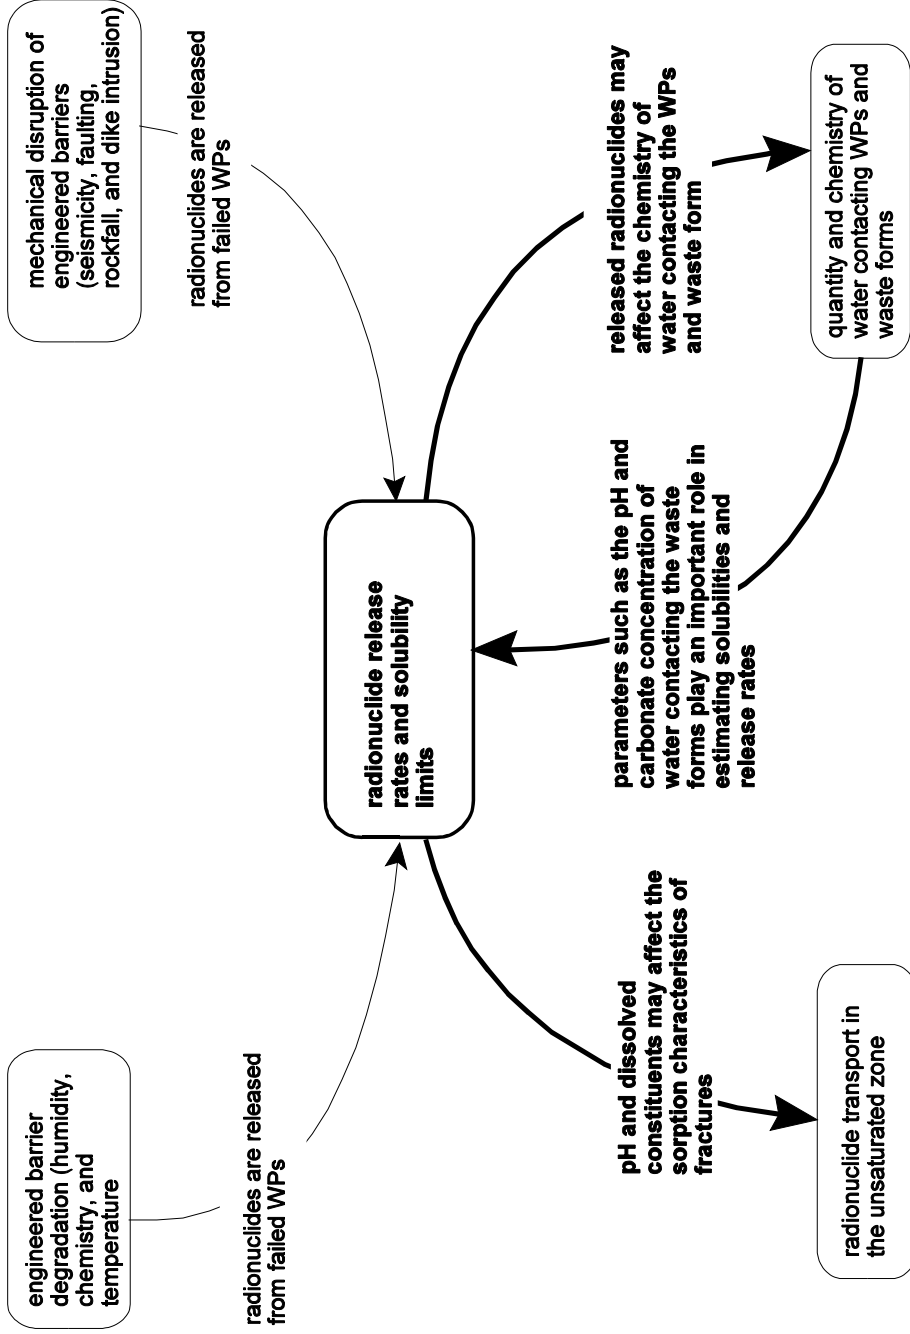 engineered barrier
degradation (humidity,
chemistry, and
temperature
mechanical disruption of
engineered barriers
(seismicity, faulting,
rockfall, and dike intrusion)
radionuclides are released
from failed WPs
radionuclides are released
from failed WPs
radionuclide release
rates and solubility
limits
pH and dissolved
constituents may affect the
sorption characteristics of
fractures
parameters such as the pH and
carbonate concentration of
water contacting the waste
forms play an important role in
estimating solubilities and
release rates
released radionuclides may
affect the chemistry of
water contacting the WPs
and waste form
radionuclide transport in
the unsaturated zone
quantity and chemistry of
water contacting WPs and
waste forms